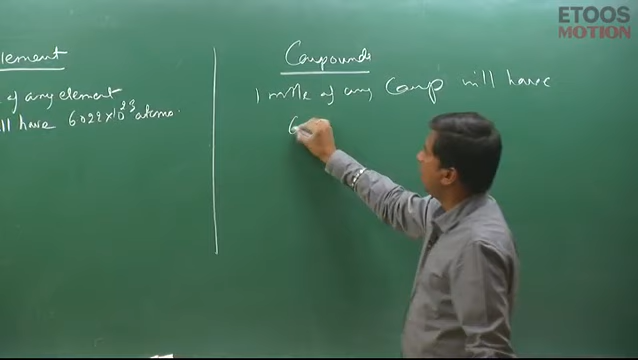 ETOOS
MOTION
lement
of any element
ll have 6.022 x 10^23 atoms.
Compounds
1 mole of any Comp will have
6